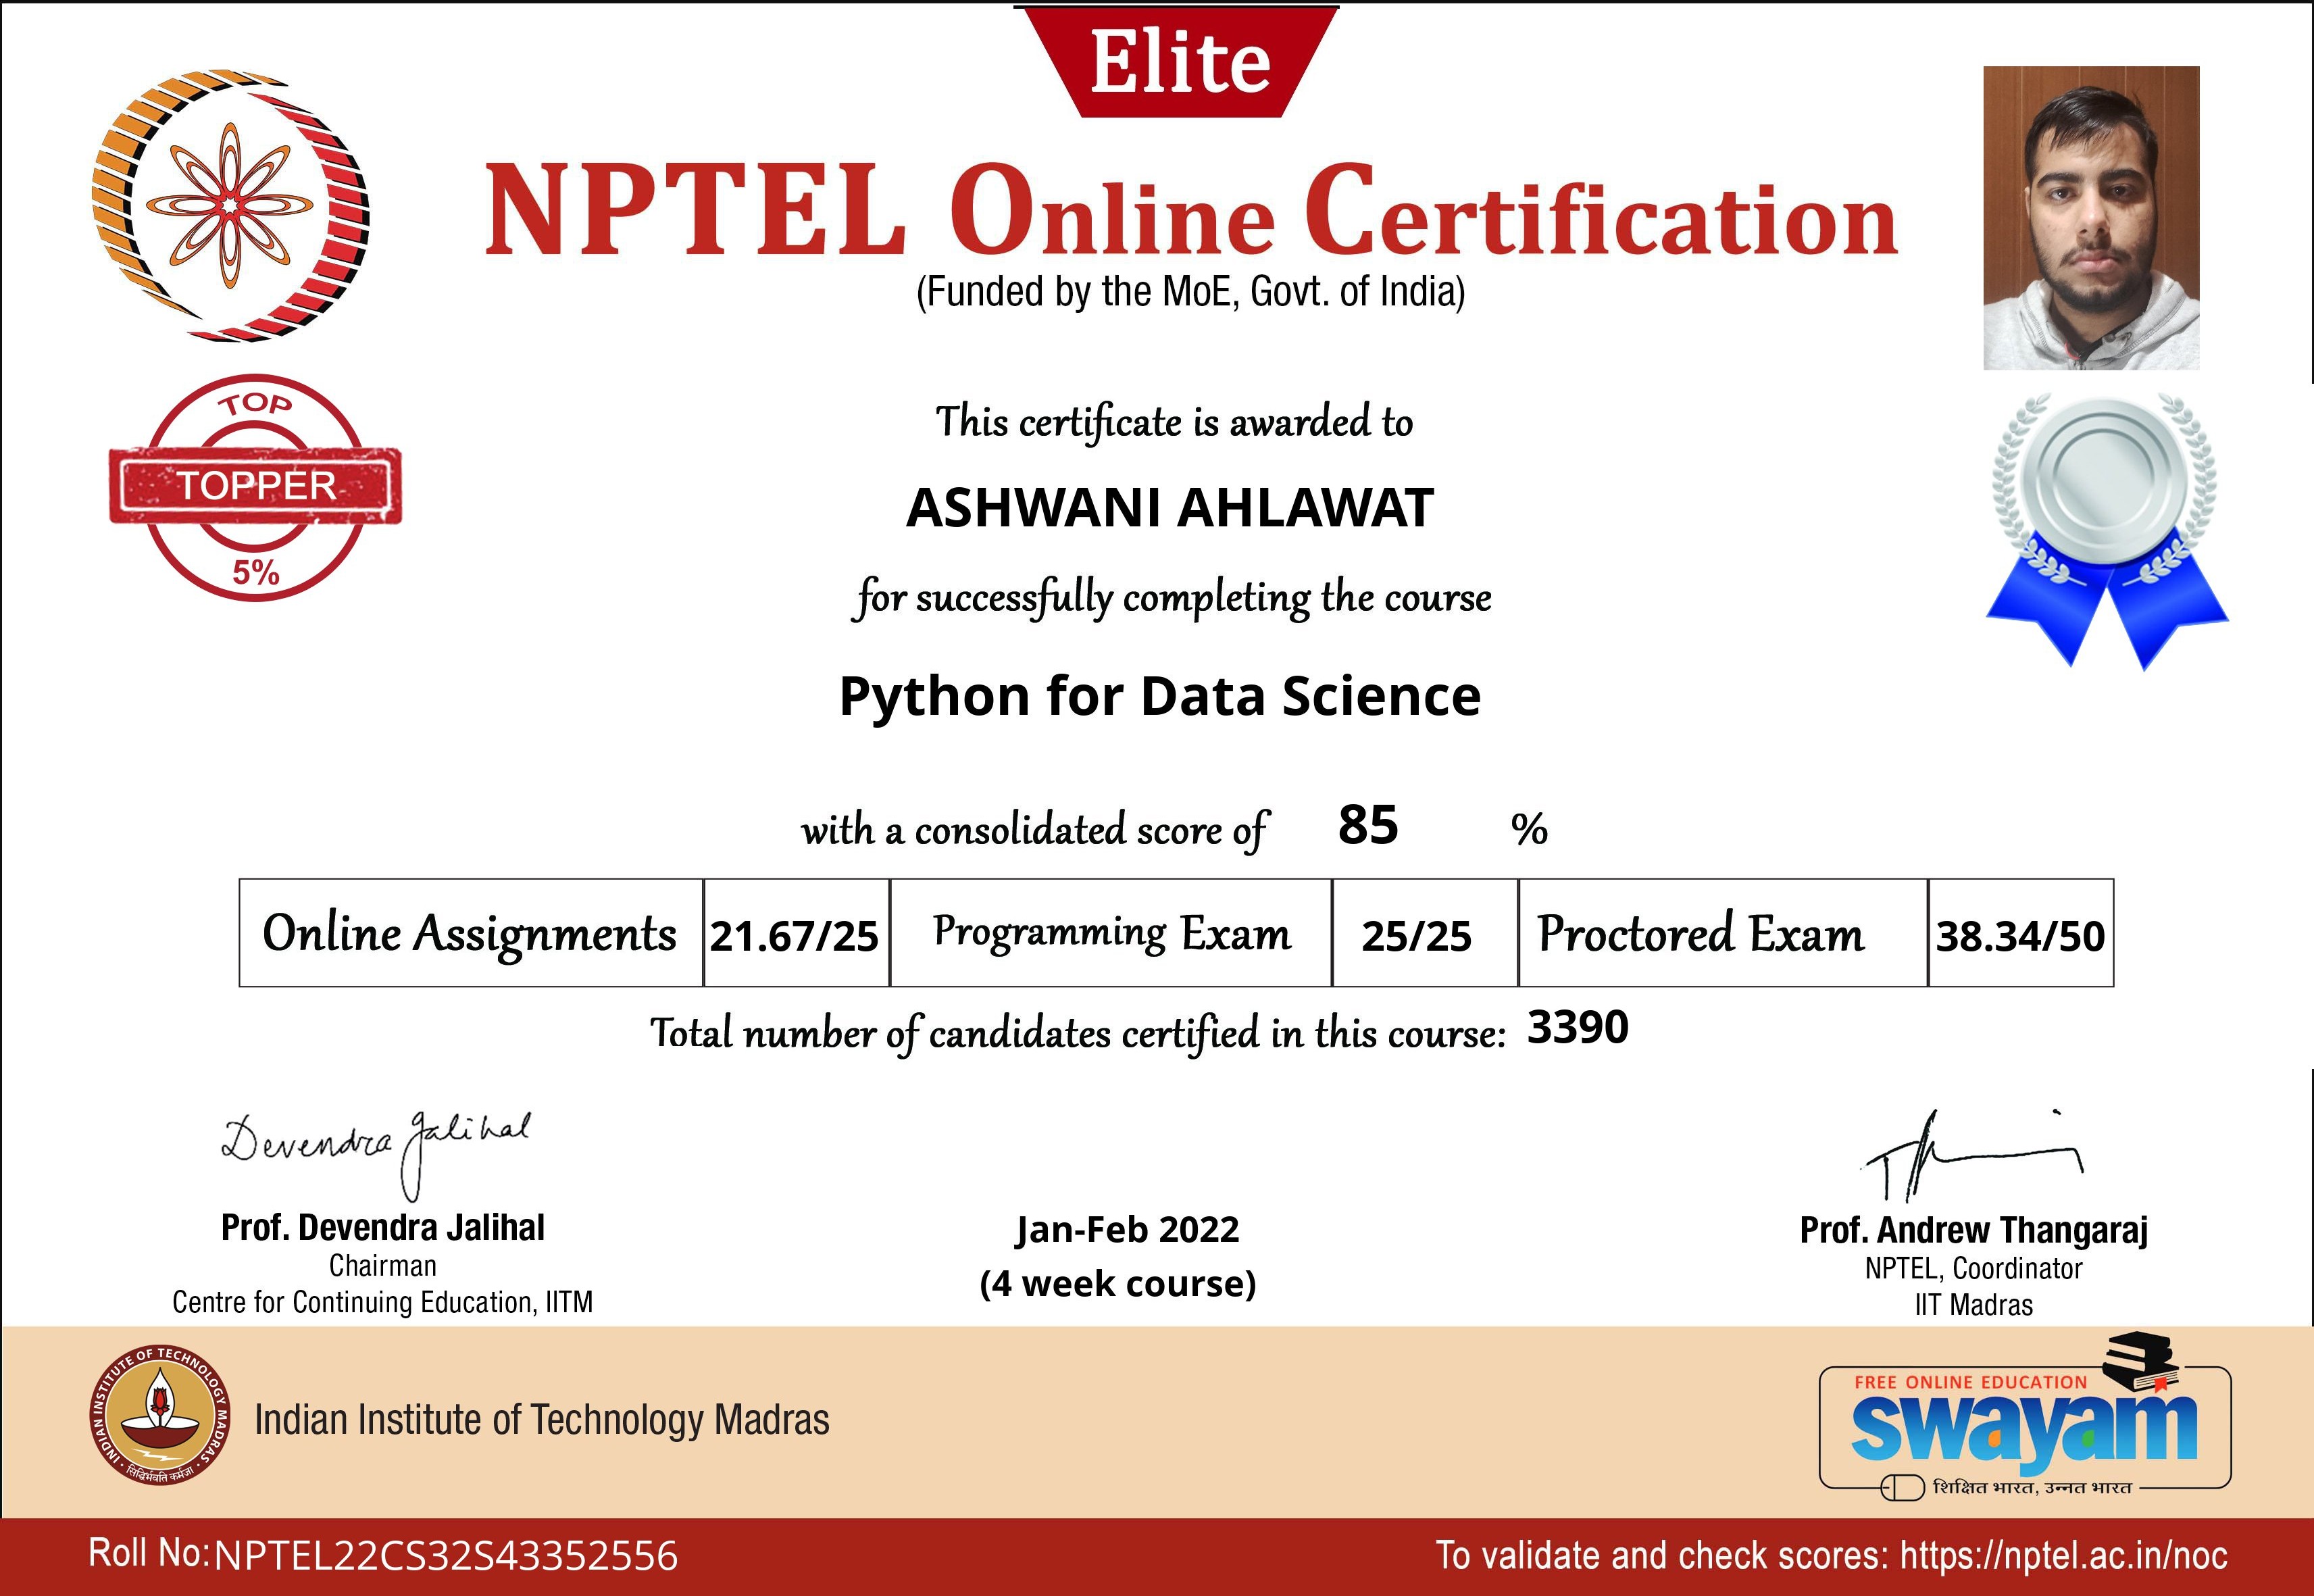 Elite
NPTEL Online Certification
(Funded by the MoE, Govt. of India)
TOP
TOPPER
5%
This certificate is awarded to
ASHWANI AHLAWAT
for successfully completing the course
Python for Data Science
with a consolidated score of 85 %
Online Assignments 21.67/25 Programming Exam 25/25 Proctored Exam 38.34/50
Total number of candidates certified in this course: 3390
Devendra Jalihal
Prof. Devendra Jalihal
Chairman
Centre for Continuing Education, IITM
Jan-Feb 2022
(4 week course)
Prof. Andrew Thangaraj
NPTEL, Coordinator
IIT Madras
INDIAN INSTITUTE OF TECHNOLOGY MADRAS
सिद्धिर्भवति कर्मजा
Indian Institute of Technology Madras
FREE ONLINE EDUCATION
swayam
शिक्षित भारत, उन्नत भारत
Roll No: NPTEL22CS32S43352556
To validate and check scores: https://nptel.ac.in/noc